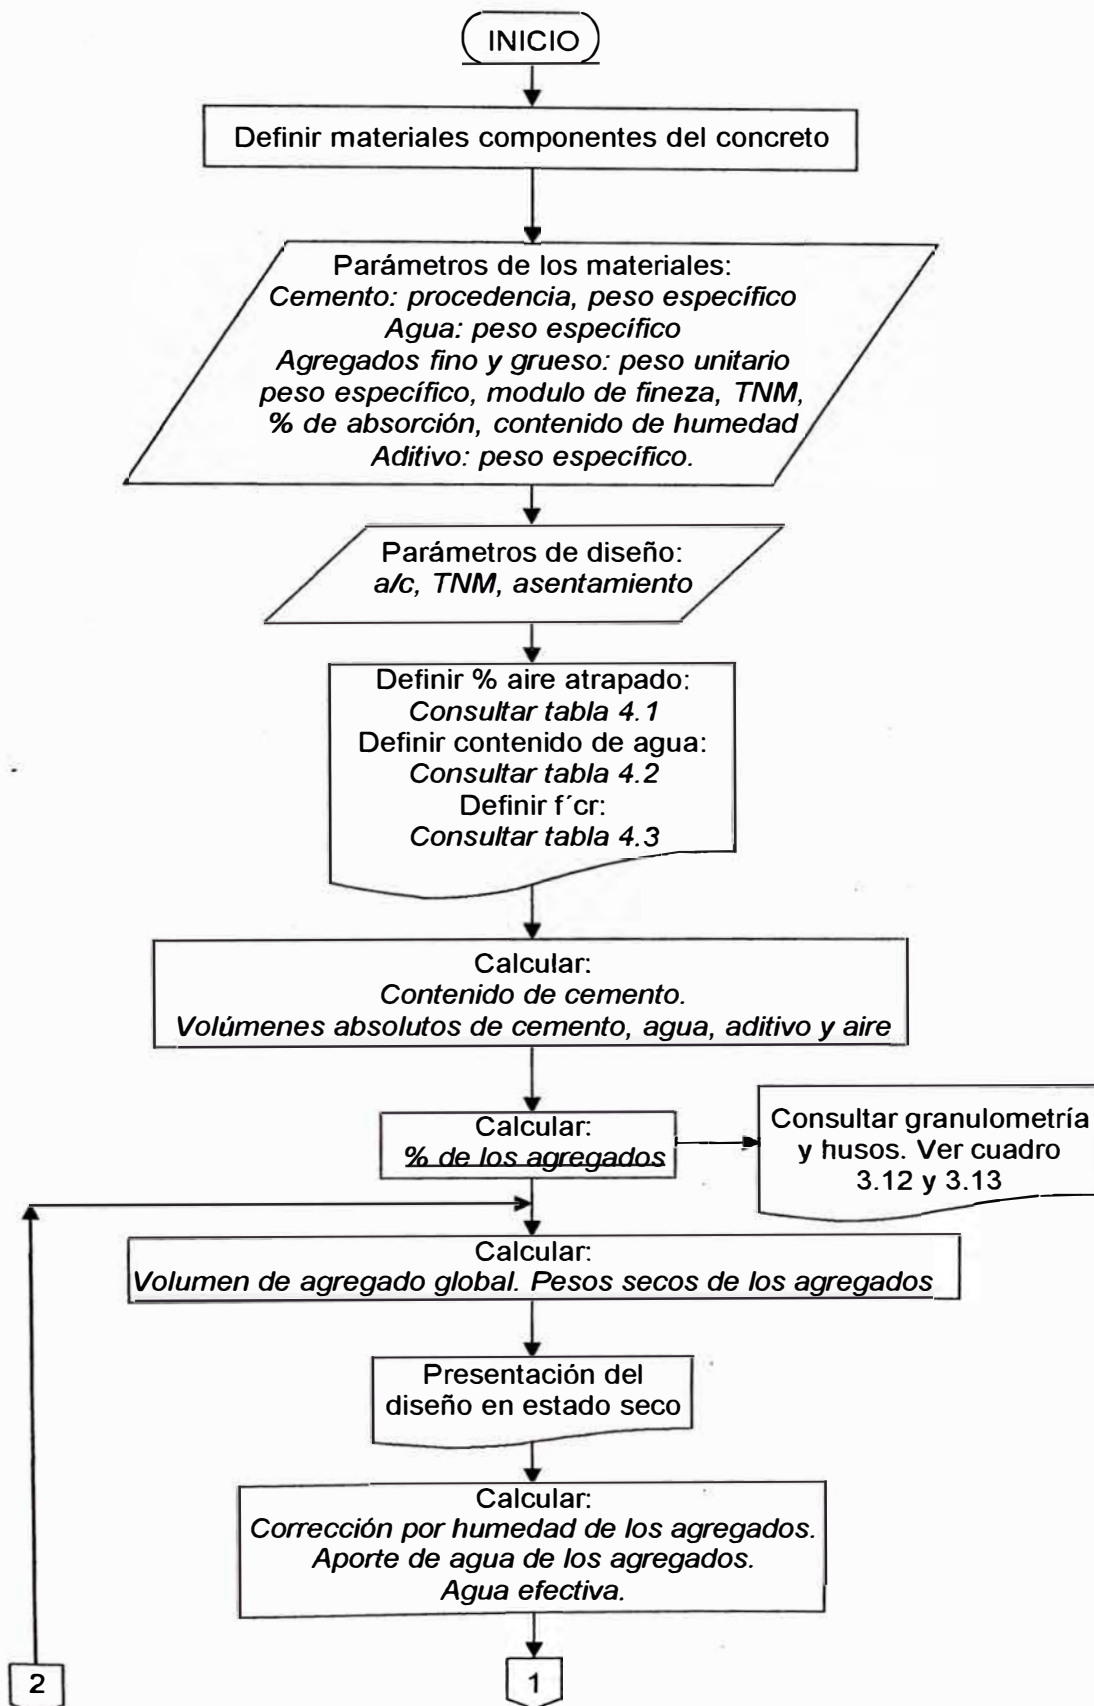 INICIO
Definir materiales componentes del concreto
Parámetros de los materiales:
Cemento: procedencia, peso específico
Agua: peso específico
Agregados fino y grueso: peso unitario
peso específico, modulo de fineza, TNM,
% de absorción, contenido de humedad
Aditivo: peso específico.
Parámetros de diseño:
a/c, TNM, asentamiento
Definir % aire atrapado:
Consultar tabla 4.1
Definir contenido de agua:
Consultar tabla 4.2
Definir f´cr:
Consultar tabla 4.3
Calcular:
Contenido de cemento.
Volúmenes absolutos de cemento, agua, aditivo y aire
Calcular:
% de los agregados
Consultar granulometría
y husos. Ver cuadro
3.12 y 3.13
Calcular:
Volumen de agregado global. Pesos secos de los agregados
Presentación del
diseño en estado seco
Calcular:
Corrección por humedad de los agregados.
Aporte de agua de los agregados.
Agua efectiva.
2
1